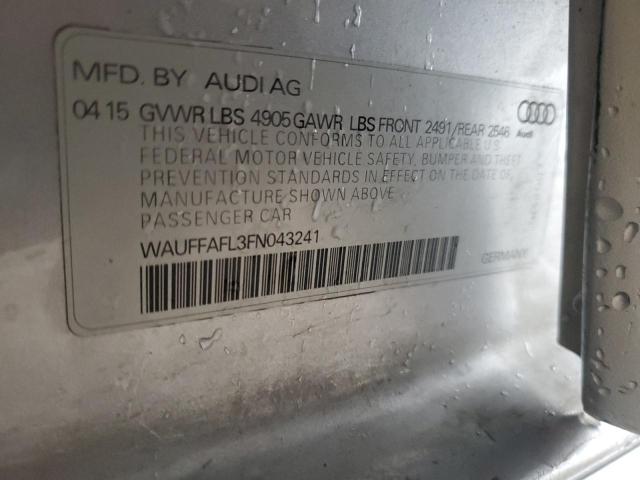 MFD. BY AUDI AG
04 15 GVWR LBS 4905 GAWR LBS FRONT 2491/REAR 2546
Audi
THIS VEHICLE CONFORMS TO ALL APPLICABLE U.S.
FEDERAL MOTOR VEHICLE SAFETY, BUMPER AND THEFT
PREVENTION STANDARDS IN EFFECT ON THE DATE OF
MANUFACTURE SHOWN ABOVE
PASSENGER CAR
WAUFFAFL3FN043241
GERMANY